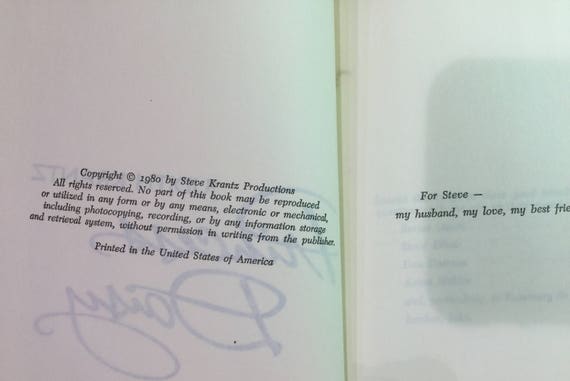 Copyright © 1980 by Steve Krantz Productions
All rights reserved. No part of this book may be reproduced
or utilized in any form or by any means, electronic or mechanical,
including photocopying, recording, or by any information storage
and retrieval system, without permission in writing from the publisher.
Printed in the United States of America
Daisy
For Steve —
my husband, my love, my best frie